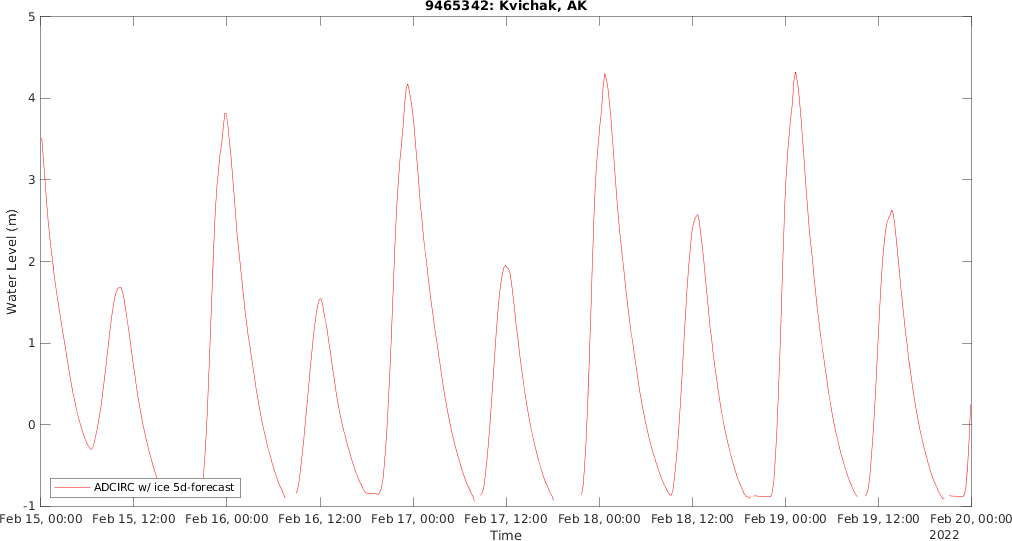 9465342: Kvichak, AK
5
4
3
2
1
0
-1
Water Level (m)
ADCIRC w/ ice 5d-forecast
Feb 15, 00:00 Feb 15, 12:00 Feb 16, 00:00 Feb 16, 12:00 Feb 17, 00:00 Feb 17, 12:00 Feb 18, 00:00 Feb 18, 12:00 Feb 19, 00:00 Feb 19, 12:00 Feb 20, 00:00
Time
2022